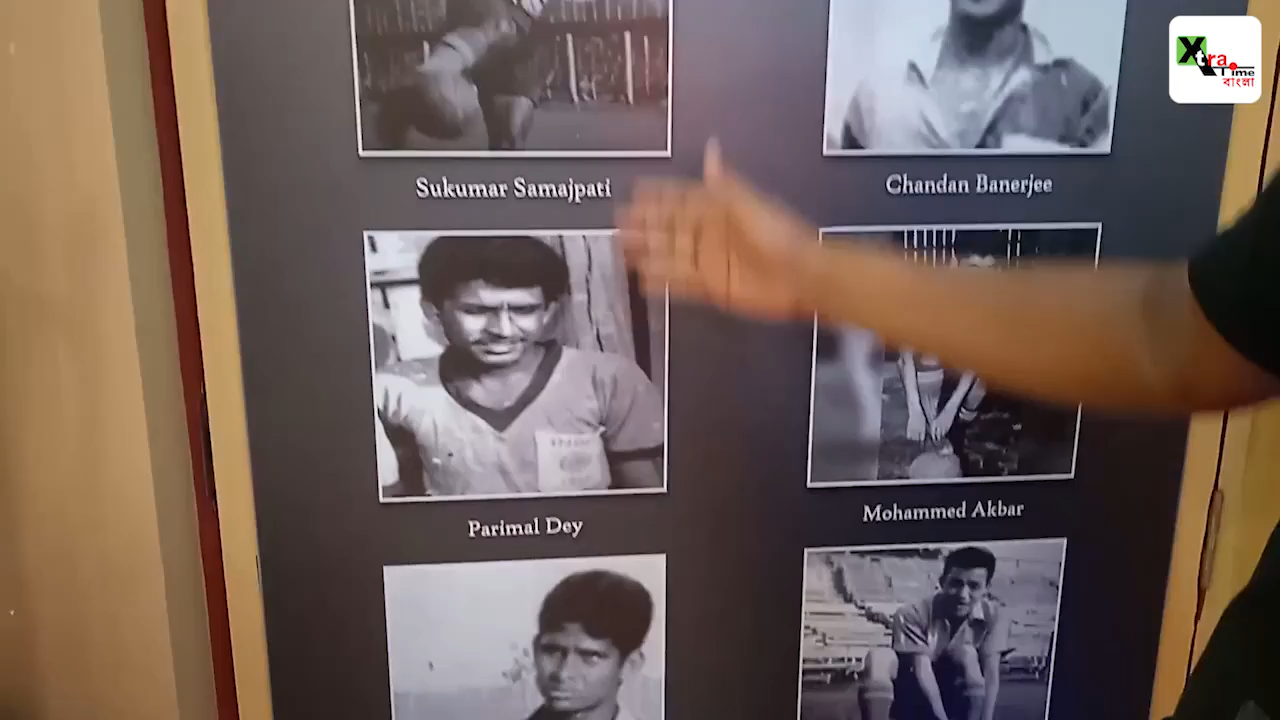 Xtra
Time
বাংলা
Sukumar Samajpati
Chandan Banerjee
Parimal Dey
Mohammed Akbar